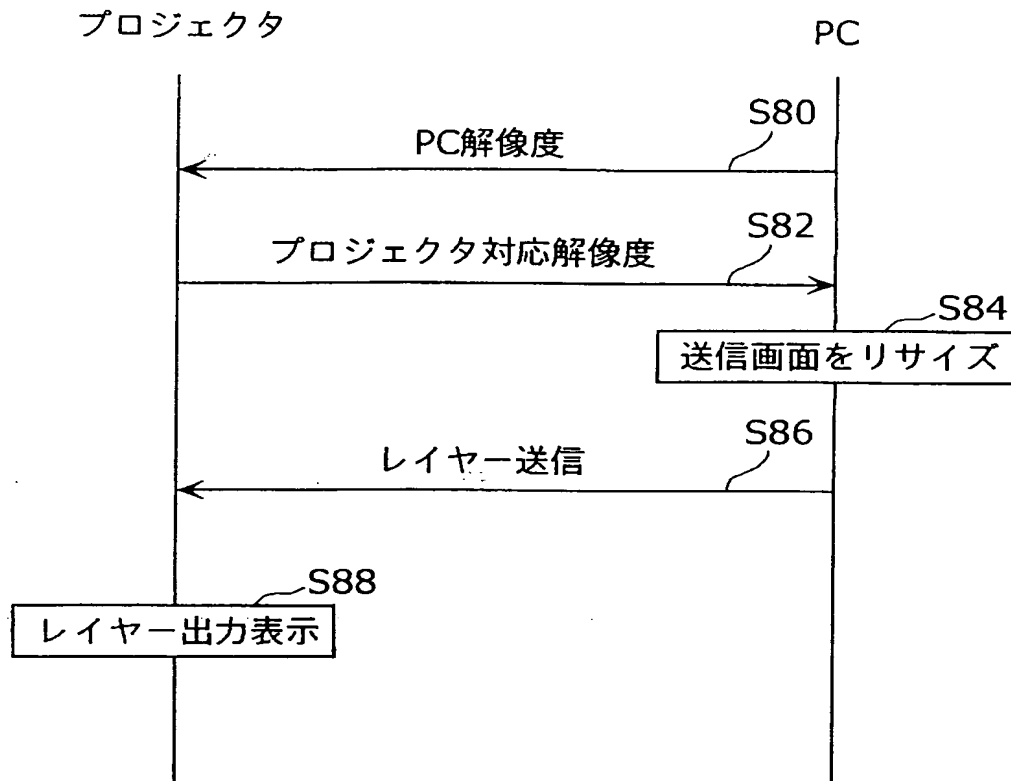 プロジェクタ
PC
S80
PC解像度
S82
プロジェクタ対応解像度
S84
送信画面をリサイズ
S86
レイヤー送信
S88
レイヤー出力表示